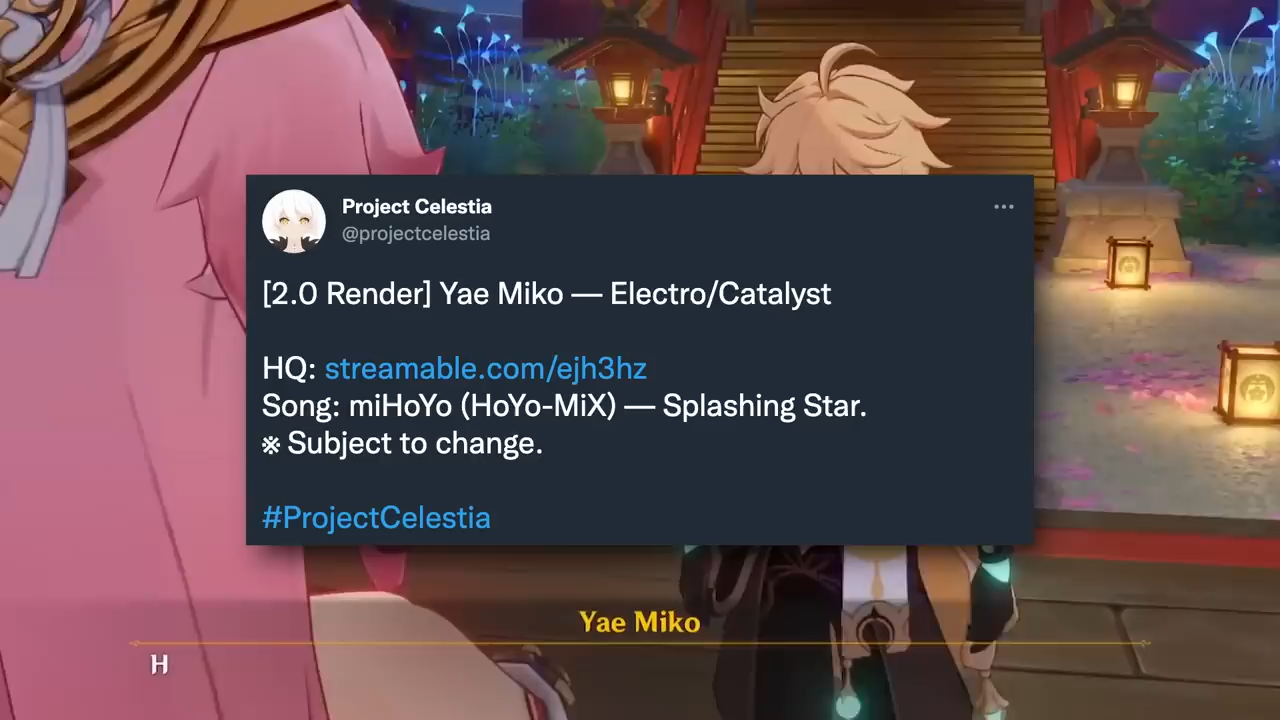 Project Celestia
@projectcelestia
[2.0 Render] Yae Miko — Electro/Catalyst
HQ: streamable.com/ejh3hz
Song: miHoYo (HoYo-MiX) — Splashing Star.
※ Subject to change.
#ProjectCelestia
Yae Miko
H